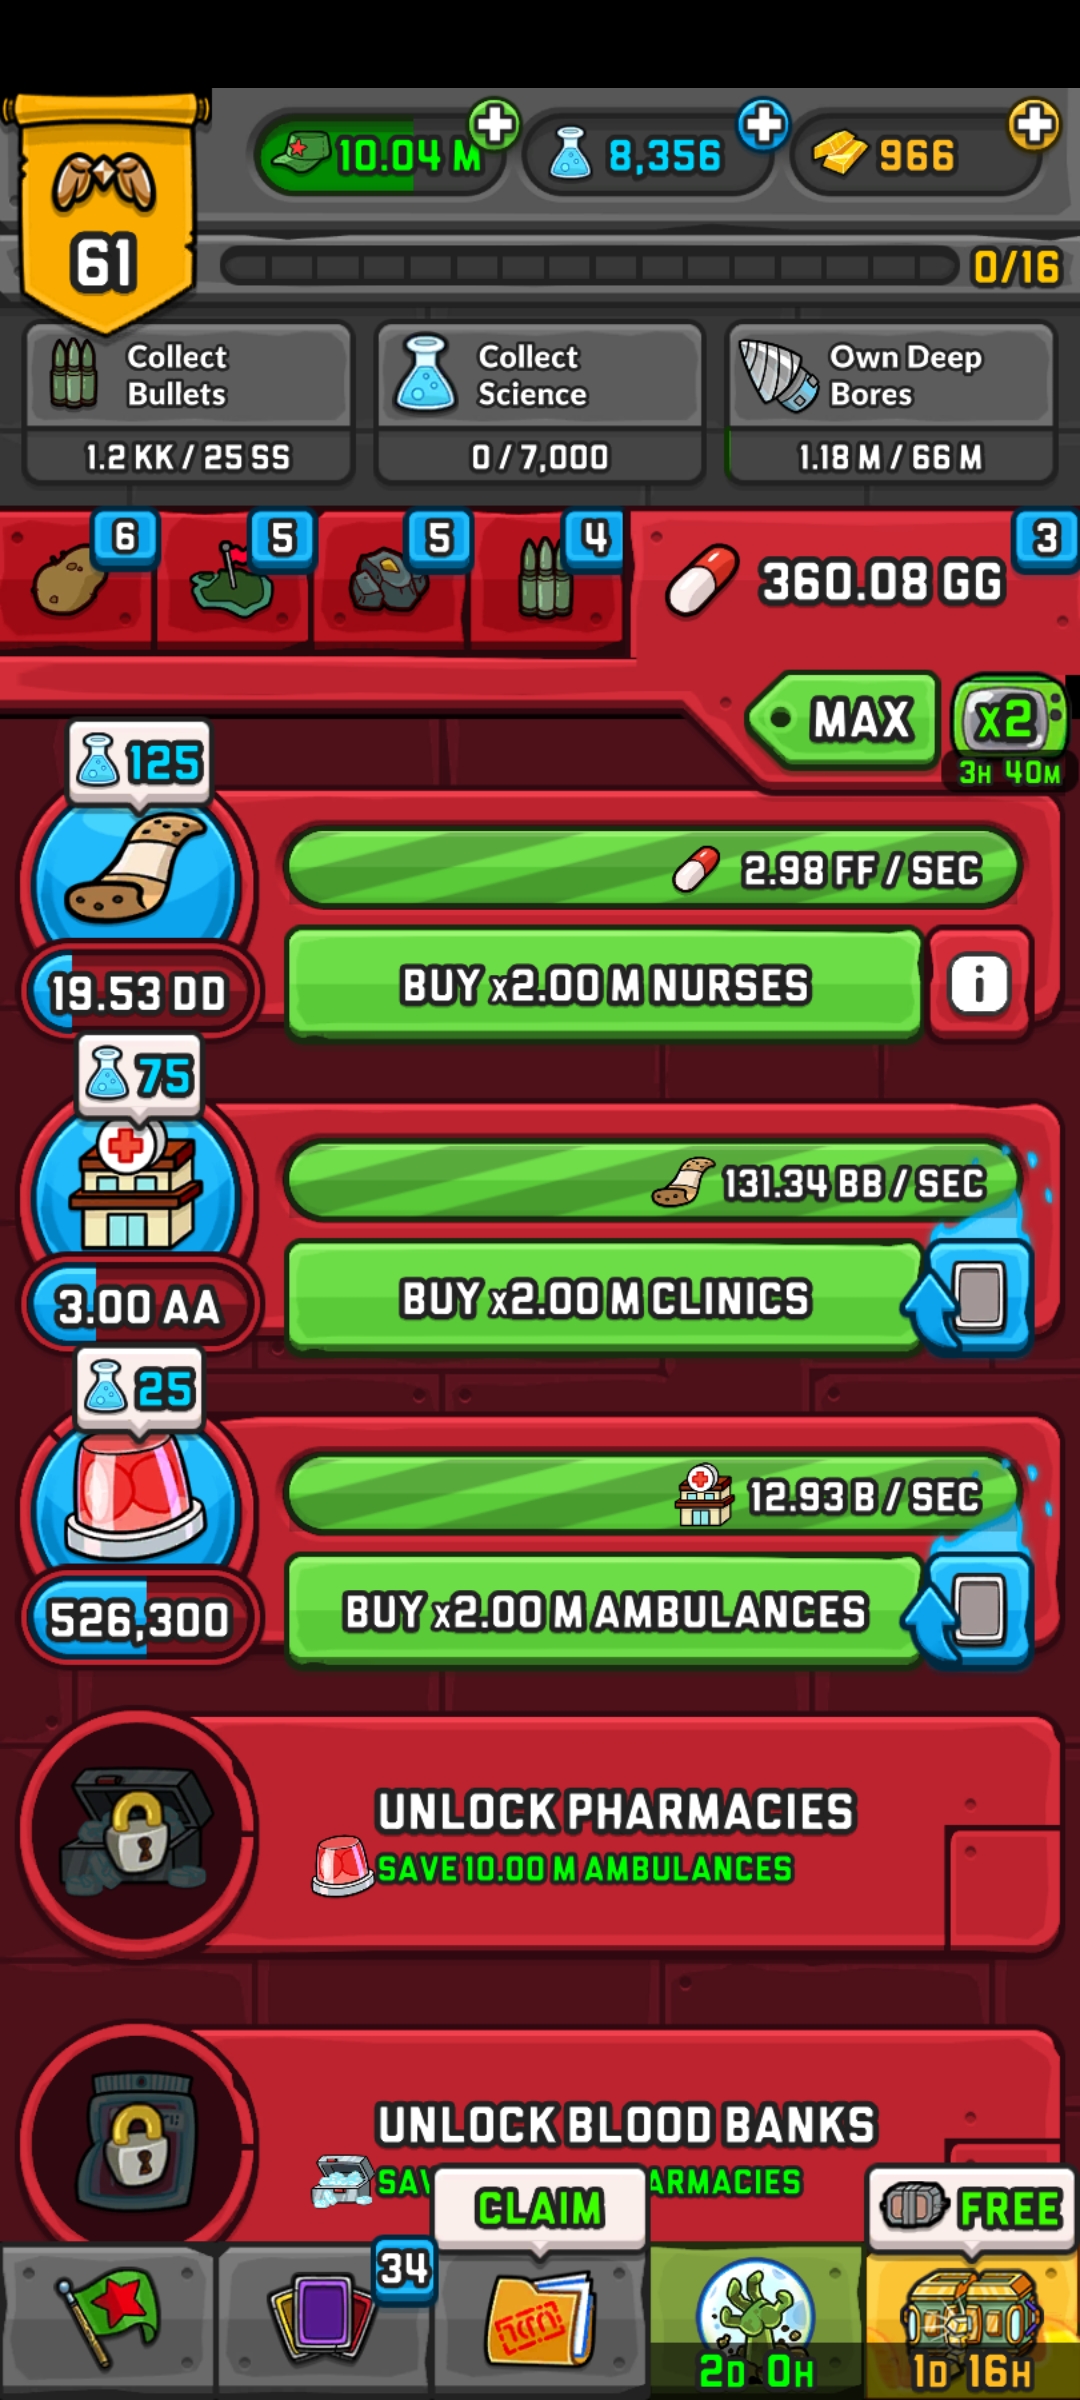 61
10.04 M
8,356
966
0/16
Collect
Bullets
1.2 KK / 25 SS
Collect
Science
0 / 7,000
Own Deep
Bores
1.18 M / 66 M
6
5
5
4
3
360.08 GG
MAX
x2
3H 40M
125
2.98 FF / SEC
19.53 DD
BUY x2.00 M NURSES
i
75
131.34 BB / SEC
3.00 AA
BUY x2.00 M CLINICS
25
12.93 B / SEC
526,300
BUY x2.00 M AMBULANCES
UNLOCK PHARMACIES
SAVE 10.00 M AMBULANCES
UNLOCK BLOOD BANKS
CLAIM
FREE
34
2D 0H
1D 16H